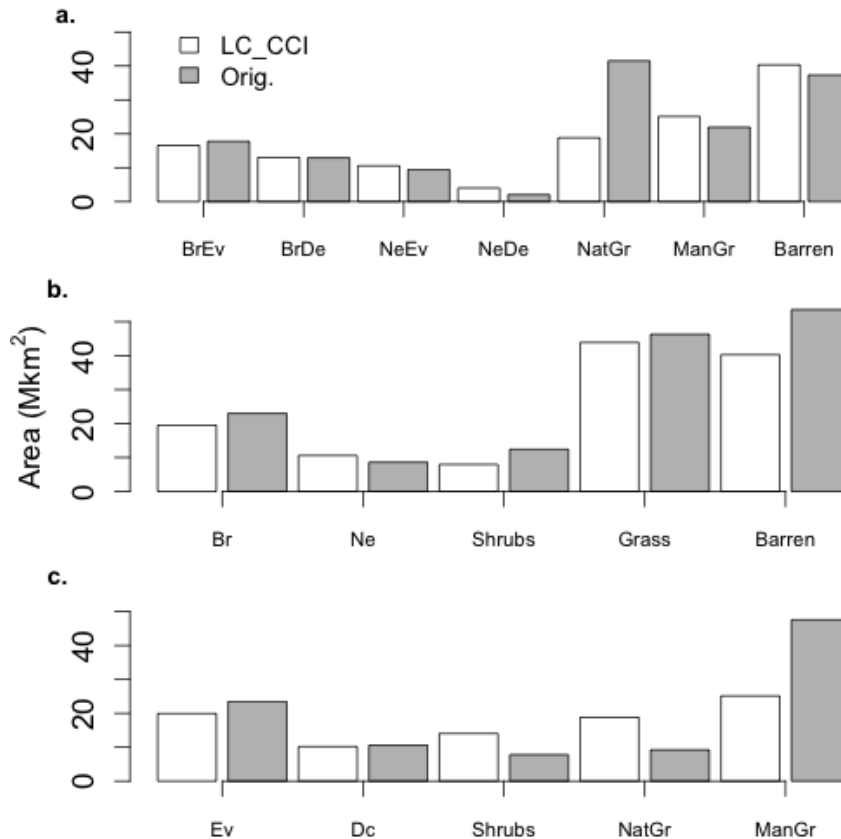 a.
LC_CCI
Orig.
0 20 40
BrEv BrDe NeEv NeDe NatGr ManGr Barren
b.
Area (Mkm²)
0 20 40
Br Ne Shrubs Grass Barren
c.
0 20 40
Ev Dc Shrubs NatGr ManGr